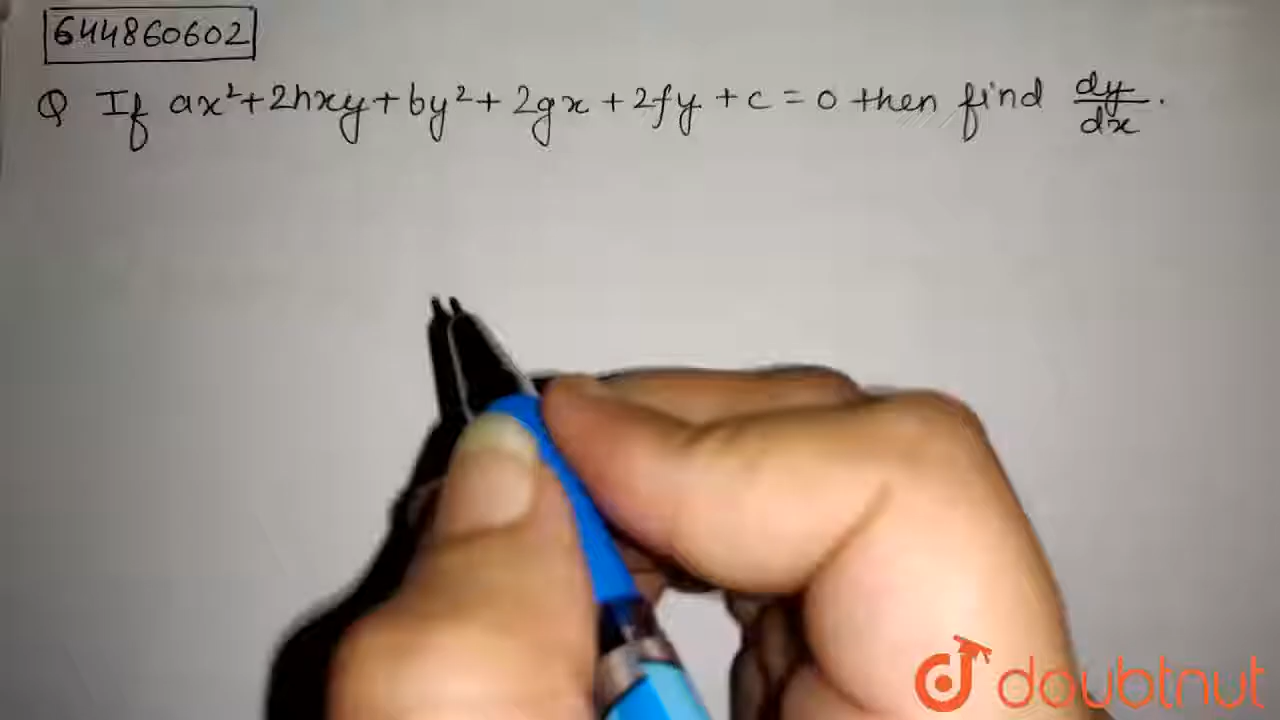 644860602
Q If ax²+2hxy+by²+2gx+2fy+c=0 then find dy/dx.
doubtnut